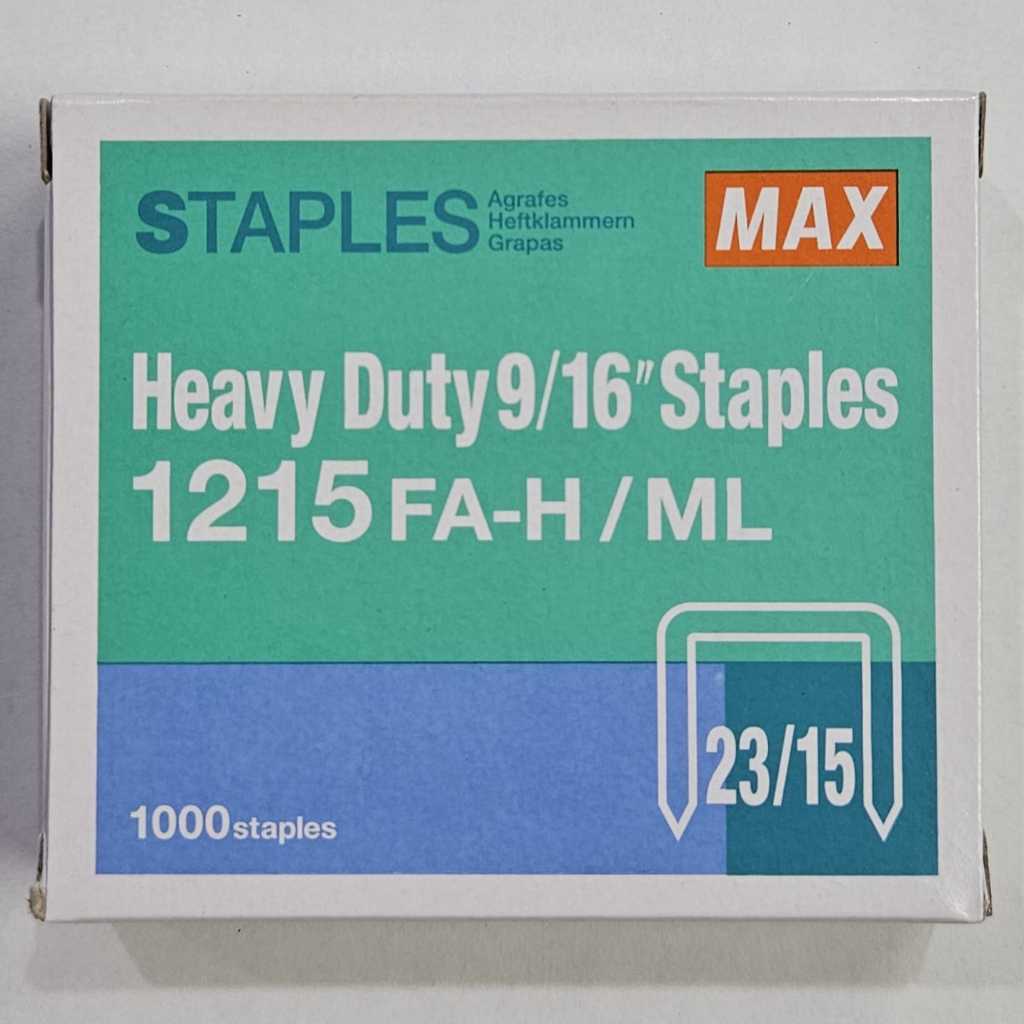 STAPLES
Agrafes
Heftklammern
Grapas
MAX
Heavy Duty 9/16" Staples
1215 FA-H / ML
23/15
1000 staples